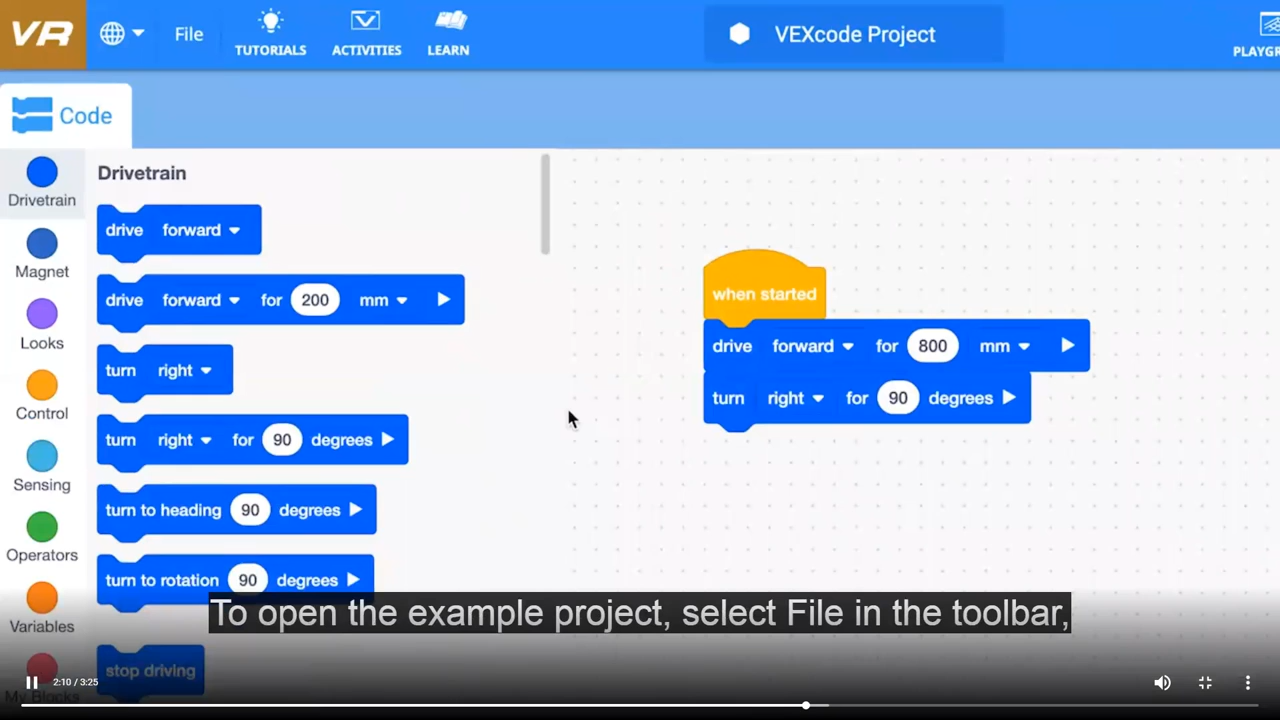 VR
File
TUTORIALS
ACTIVITIES
LEARN
VEXcode Project
PLAYGR
Code
Drivetrain
Magnet
Looks
Control
Sensing
Operators
Variables
My Blocks
Drivetrain
drive forward
drive forward for 200 mm
turn right
turn right for 90 degrees
turn to heading 90 degrees
turn to rotation 90 degrees
stop driving
when started
drive forward for 800 mm
turn right for 90 degrees
To open the example project, select File in the toolbar,
2:10 / 3:25